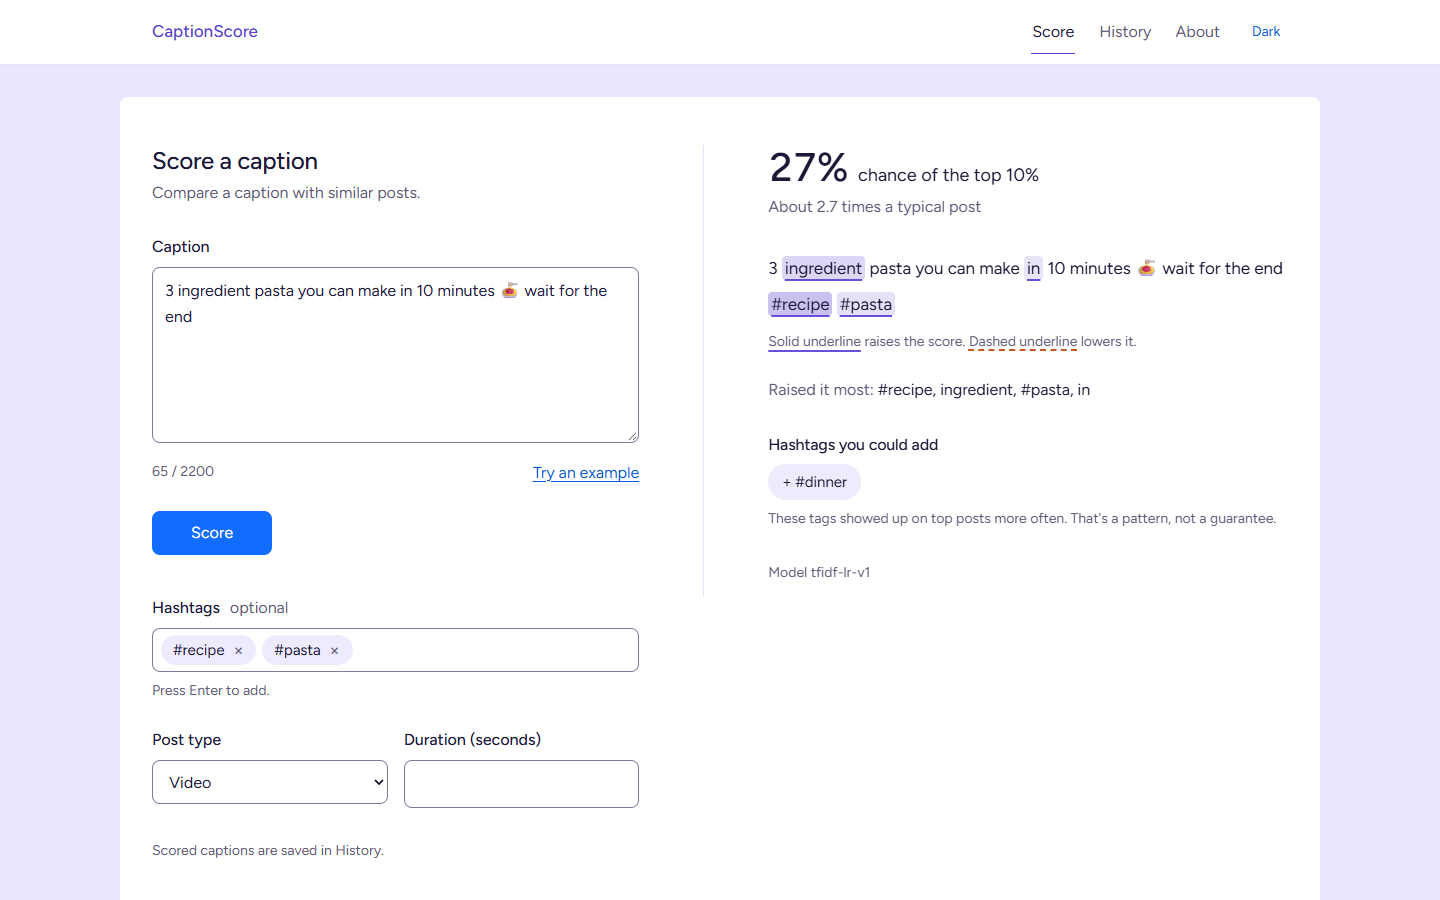 CaptionScore
Score
History
About
Dark
Score a caption
Compare a caption with similar posts.
Caption
3 ingredient pasta you can make in 10 minutes 🍝 wait for the
end
65 / 2200
Try an example
Score
Hashtags optional
#recipe ×
#pasta ×
Press Enter to add.
Post type
Video
Duration (seconds)
Scored captions are saved in History.
27% chance of the top 10%
About 2.7 times a typical post
3 ingredient pasta you can make in 10 minutes 🍝 wait for the end
#recipe #pasta
Solid underline raises the score. Dashed underline lowers it.
Raised it most: #recipe, ingredient, #pasta, in
Hashtags you could add
+ #dinner
These tags showed up on top posts more often. That's a pattern, not a guarantee.
Model tfidf-lr-v1